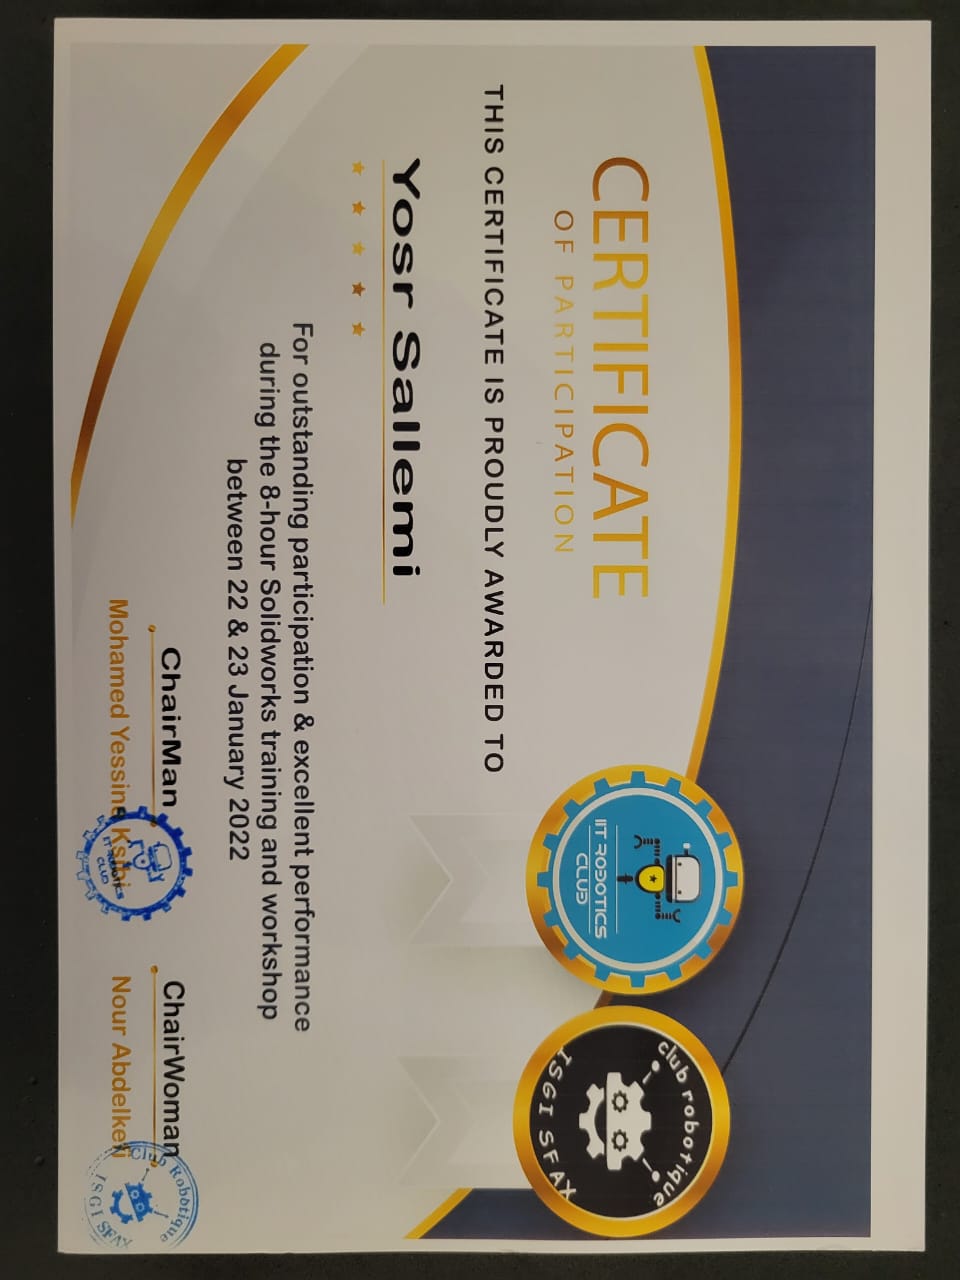 CERTIFICATE
OF PARTICIPATION
IIT ROBOTICS
CLUB
club robotique
ISGI SFAX
THIS CERTIFICATE IS PROUDLY AWARDED TO
Yosr Sallemi
For outstanding participation & excellent performance
during the 8-hour Solidworks training and workshop
between 22 & 23 January 2022
ChairMan
Mohamed Yessine Ksibi
IIT ROBOTICS
CLUB
ChairWoman
Nour Abdelkefi
Club Robotique
ISGI SFAX